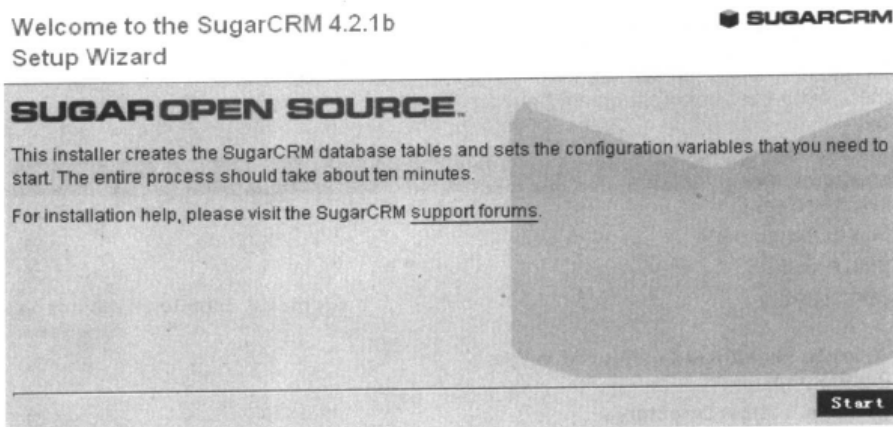 Welcome to the SugarCRM 4.2.1b
Setup Wizard
SUGARCRM
SUGAR OPEN SOURCE.
This installer creates the SugarCRM database tables and sets the configuration variables that you need to
start. The entire process should take about ten minutes.
For installation help, please visit the SugarCRM support forums.
Start